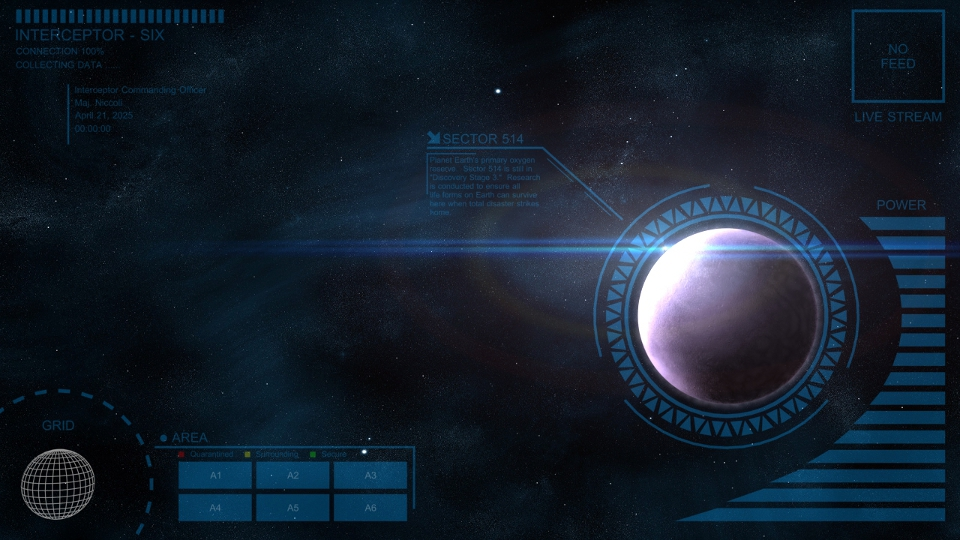 INTERCEPTOR - SIX
CONNECTION 100%
COLLECTING DATA......
Interceptor Commanding Officer
Maj. Niccoli
April 21, 2025
00:00:00
NO
FEED
LIVE STREAM
SECTOR 514
Planet Earth's primary oxygen
reserve. Sector 514 is still in
"Discovery Stage 3." Research
is conducted to ensure all
life forms on Earth can survive
here when total disaster strikes
home.
POWER
GRID
AREA
Quarantined Surrounding Secured
A1 A2 A3
A4 A5 A6